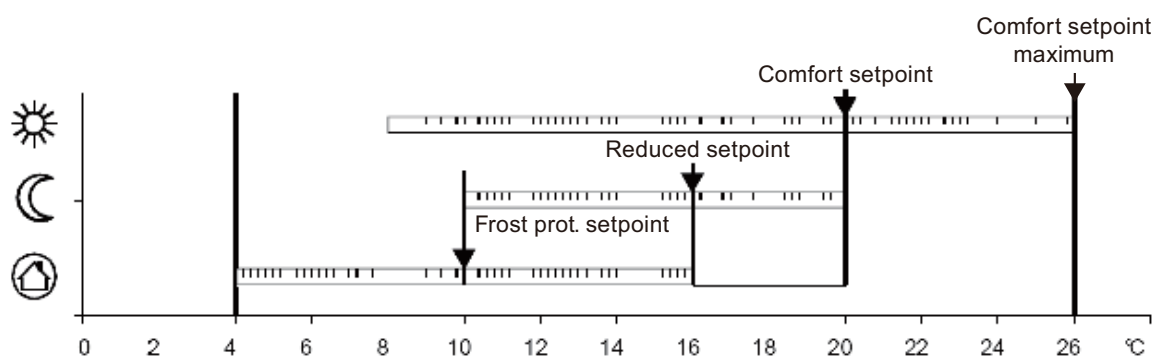 Comfort setpoint
maximum
Comfort setpoint
Reduced setpoint
Frost prot. setpoint
0 2 4 6 8 10 12 14 16 18 20 22 24 26 °C